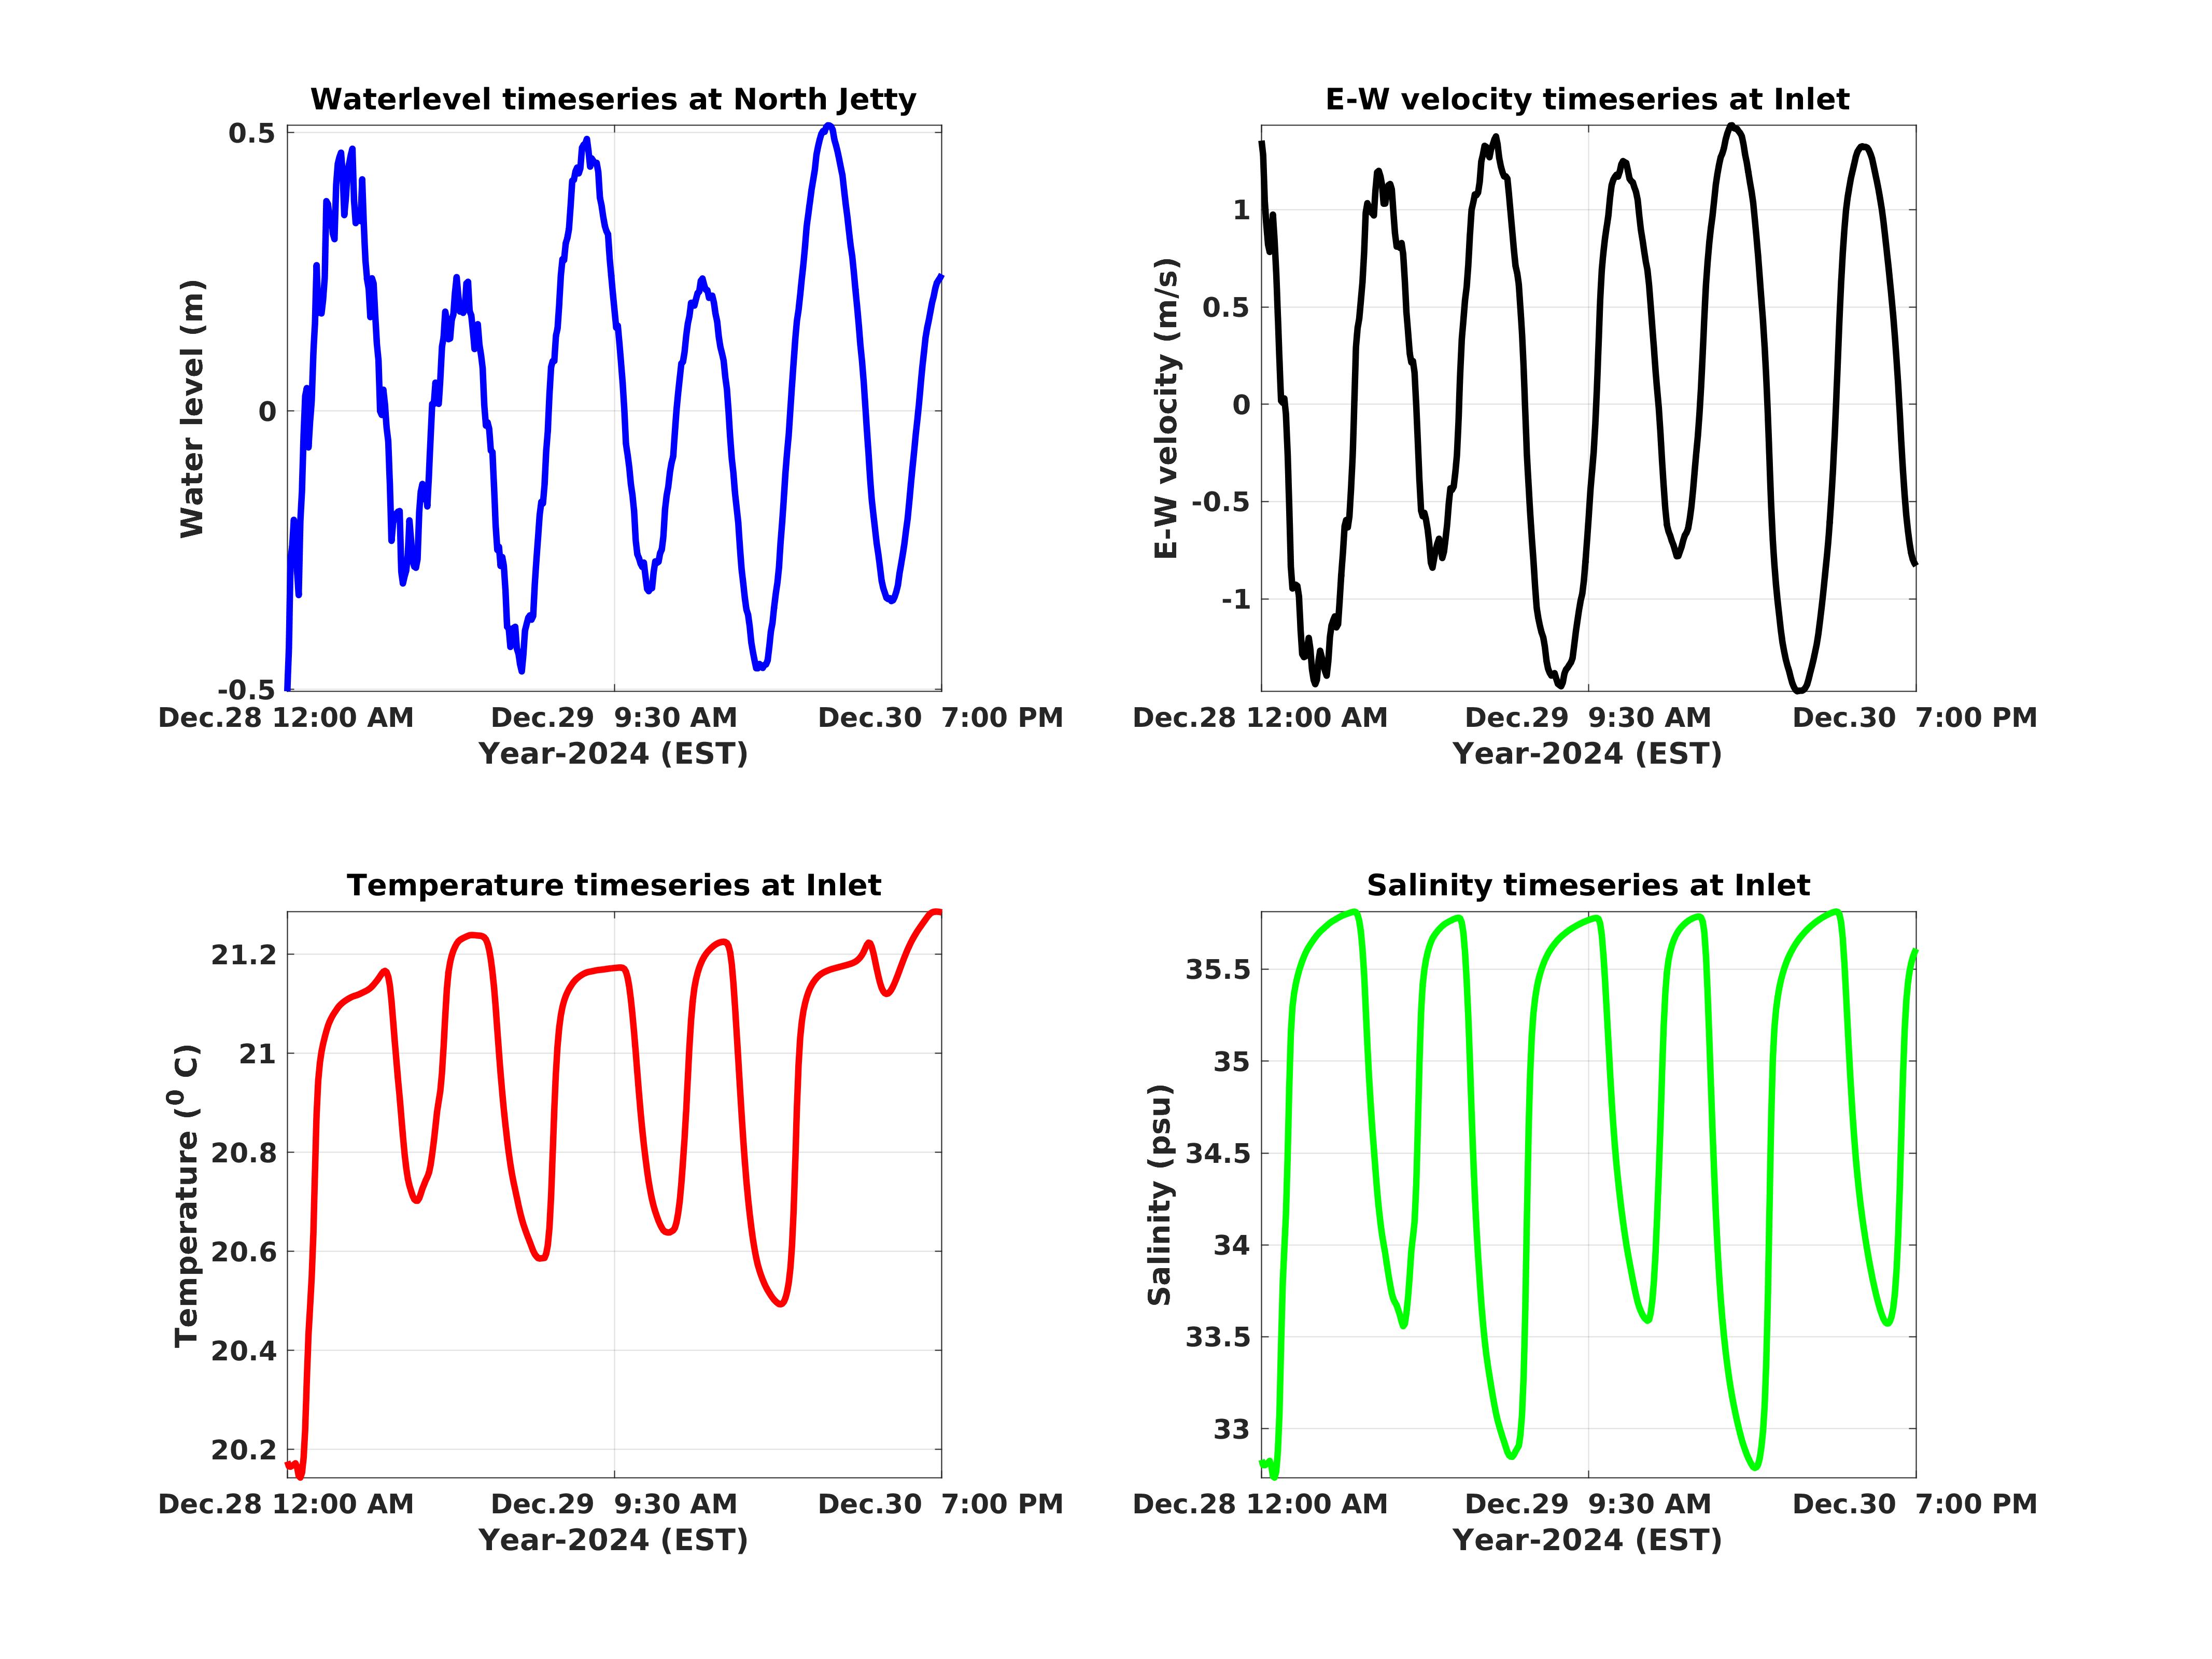 Waterlevel timeseries at North Jetty
0.5
0
-0.5
Water level (m)
Dec.28 12:00 AM Dec.29 9:30 AM Dec.30 7:00 PM
Year-2024 (EST)
E-W velocity timeseries at Inlet
1
0.5
0
-0.5
-1
E-W velocity (m/s)
Dec.28 12:00 AM Dec.29 9:30 AM Dec.30 7:00 PM
Year-2024 (EST)
Temperature timeseries at Inlet
21.2
21
20.8
20.6
20.4
20.2
Temperature (⁰ C)
Dec.28 12:00 AM Dec.29 9:30 AM Dec.30 7:00 PM
Year-2024 (EST)
Salinity timeseries at Inlet
35.5
35
34.5
34
33.5
33
Salinity (psu)
Dec.28 12:00 AM Dec.29 9:30 AM Dec.30 7:00 PM
Year-2024 (EST)